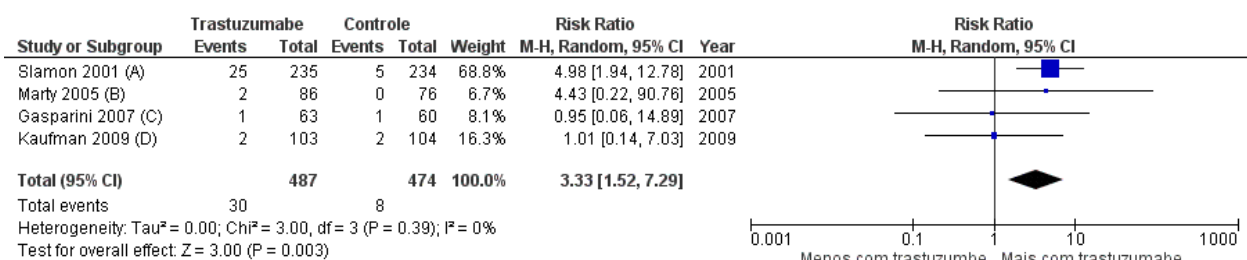 Trastuzumabe Controle Risk Ratio Risk Ratio
Study or Subgroup Events Total Events Total Weight M-H, Random, 95% CI Year M-H, Random, 95% CI
Slamon 2001 (A) 25 235 5 234 68.8% 4.98 [1.94, 12.78] 2001
Marty 2005 (B) 2 86 0 76 6.7% 4.43 [0.22, 90.76] 2005
Gasparini 2007 (C) 1 63 1 60 8.1% 0.95 [0.06, 14.89] 2007
Kaufman 2009 (D) 2 103 2 104 16.3% 1.01 [0.14, 7.03] 2009
Total (95% CI) 487 474 100.0% 3.33 [1.52, 7.29]
Total events 30 8
Heterogeneity: Tau² = 0.00; Chi² = 3.00, df = 3 (P = 0.39); I² = 0%
Test for overall effect: Z = 3.00 (P = 0.003)
0.001 0.1 1 10 1000
Menos com trastuzumbe Mais com trastuzumabe